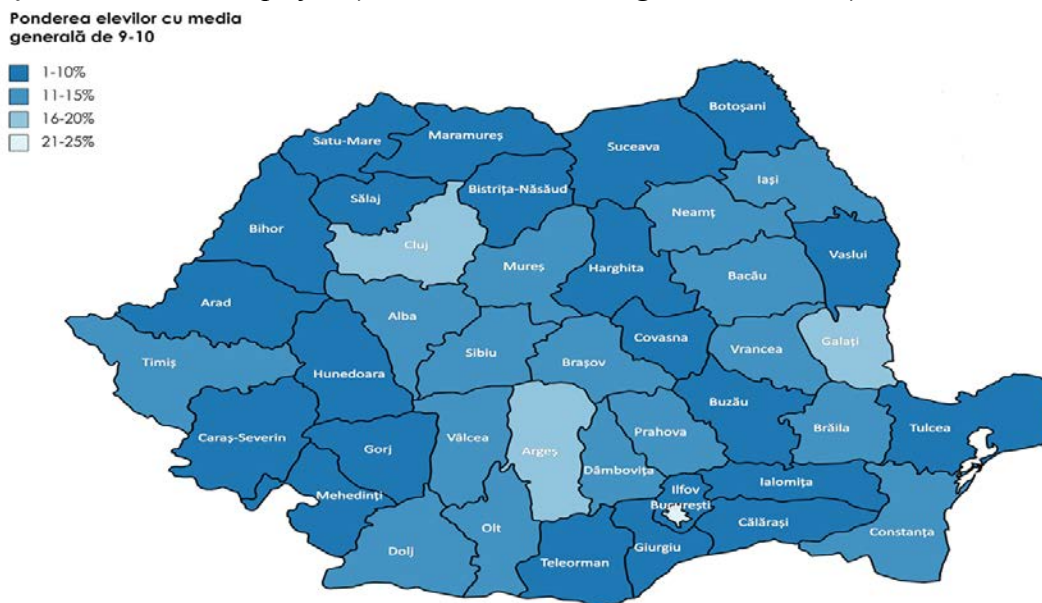 Ponderea elevilor cu media
generală de 9-10
1-10%
11-15%
16-20%
21-25%
Botoșani
Satu-Mare
Maramureș
Suceava
Iași
Sălaj
Bistrița-Năsăud
Neamț
Bihor
Cluj
Mureș
Harghita
Bacău
Vaslui
Arad
Alba
Timiș
Sibiu
Brașov
Covasna
Vrancea
Galați
Hunedoara
Buzău
Caraș-Severin
Gorj
Vâlcea
Argeș
Prahova
Brăila
Tulcea
Dâmbovița
Mehedinți
Ilfov
Ialomița
București
Olt
Călărași
Constanța
Dolj
Teleorman
Giurgiu